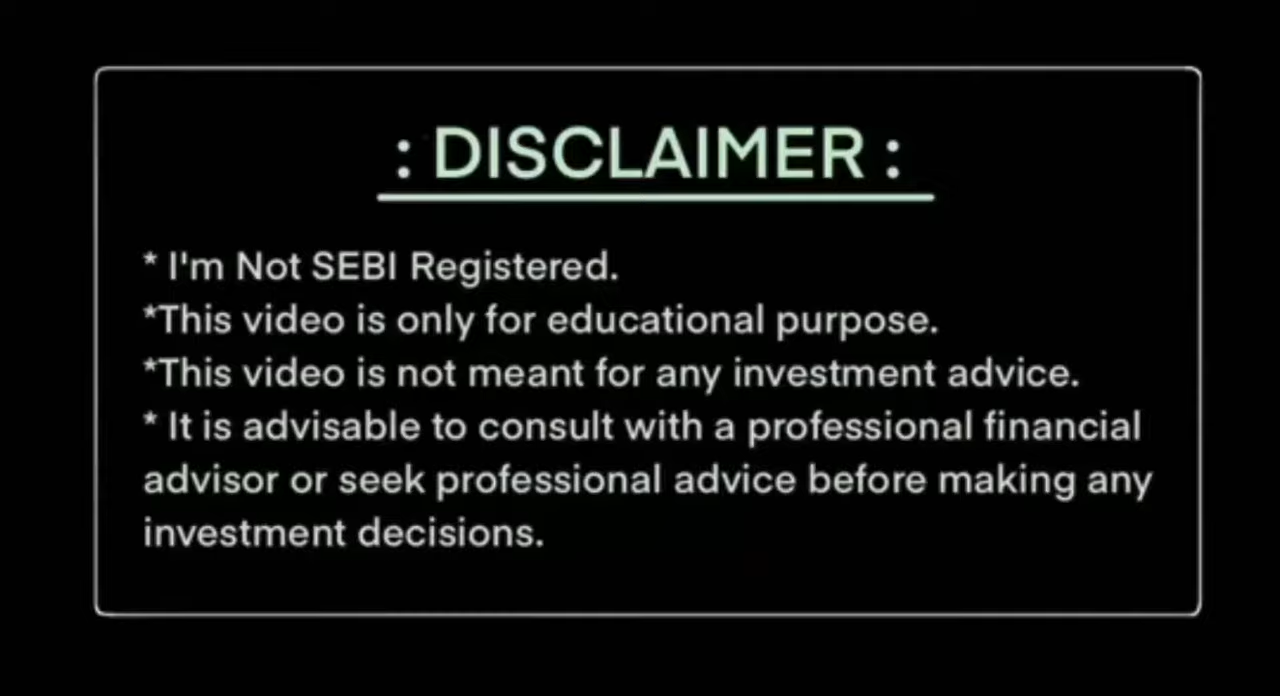 : DISCLAIMER :
* I'm Not SEBI Registered.
*This video is only for educational purpose.
*This video is not meant for any investment advice.
* It is advisable to consult with a professional financial
advisor or seek professional advice before making any
investment decisions.